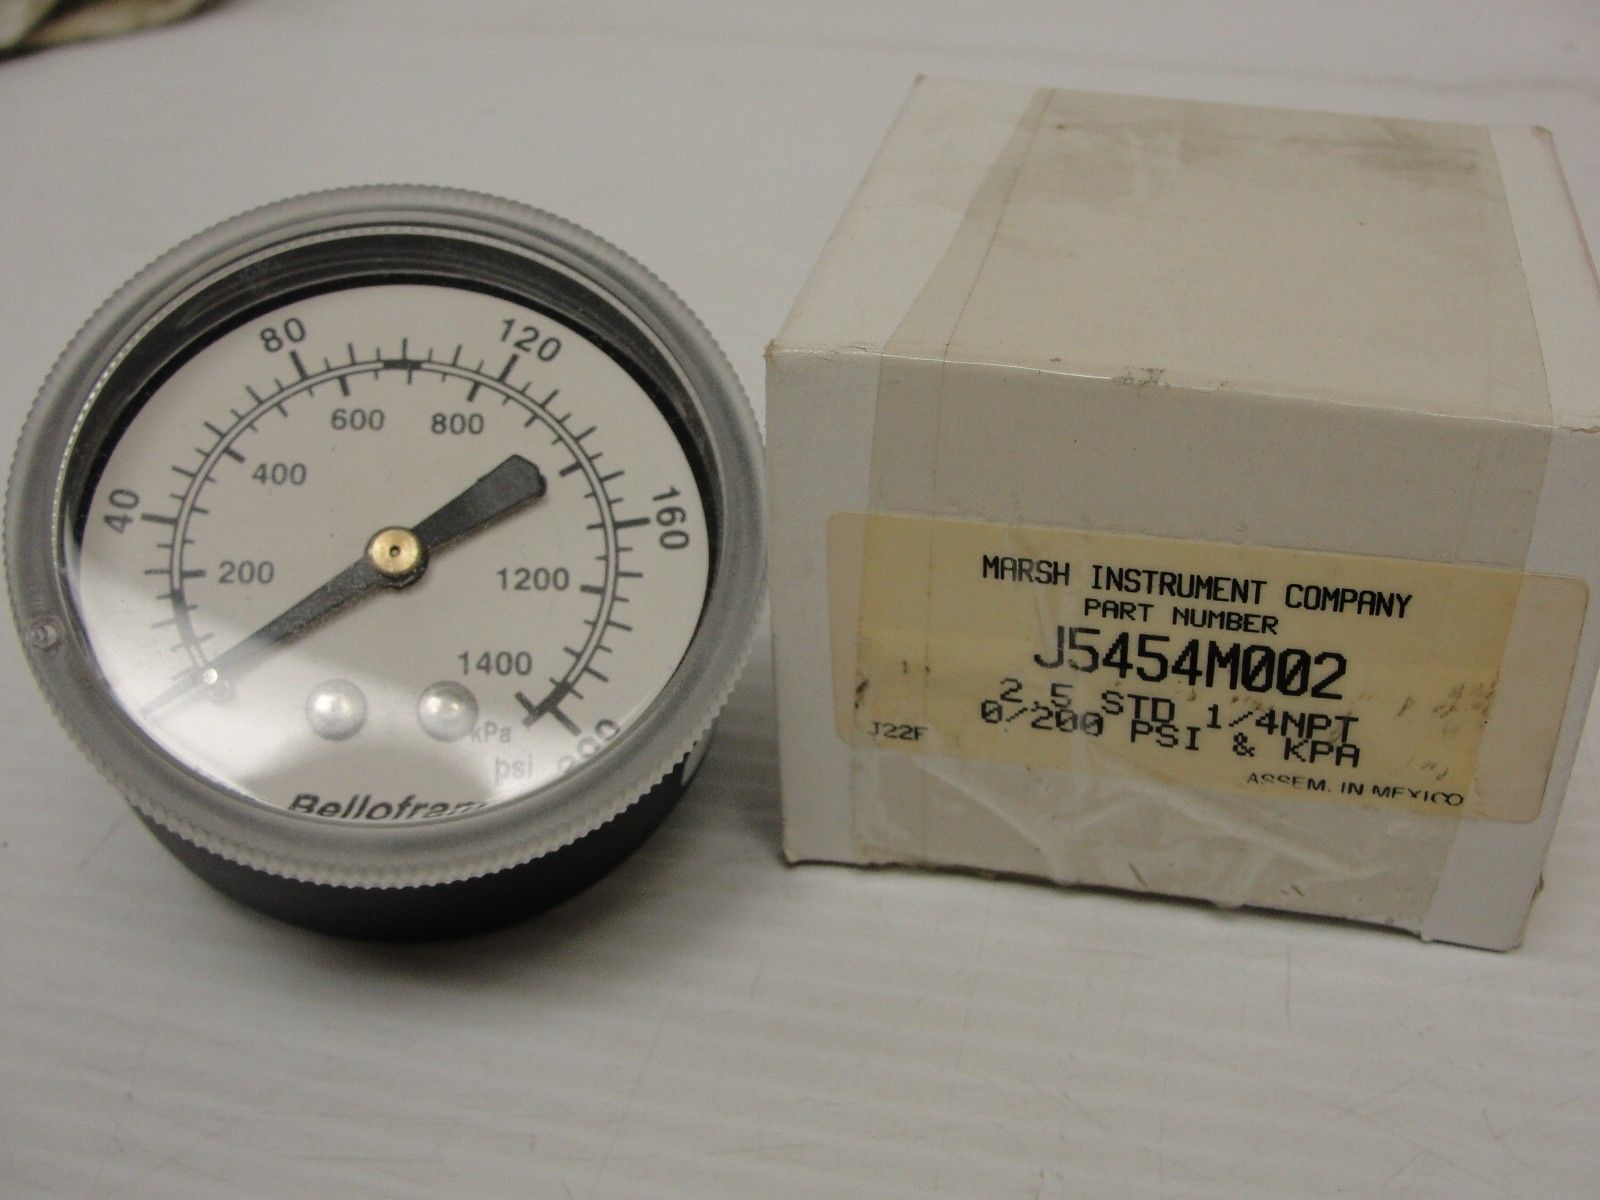 80
120
600
800
40
400
160
200
1200
1400
kPa
psi
200
Bellofram
MARSH INSTRUMENT COMPANY
PART NUMBER
J5454M002
2.5 STD 1/4NPT
0/200 PSI & KPA
J22F
ASSEM. IN MEXICO